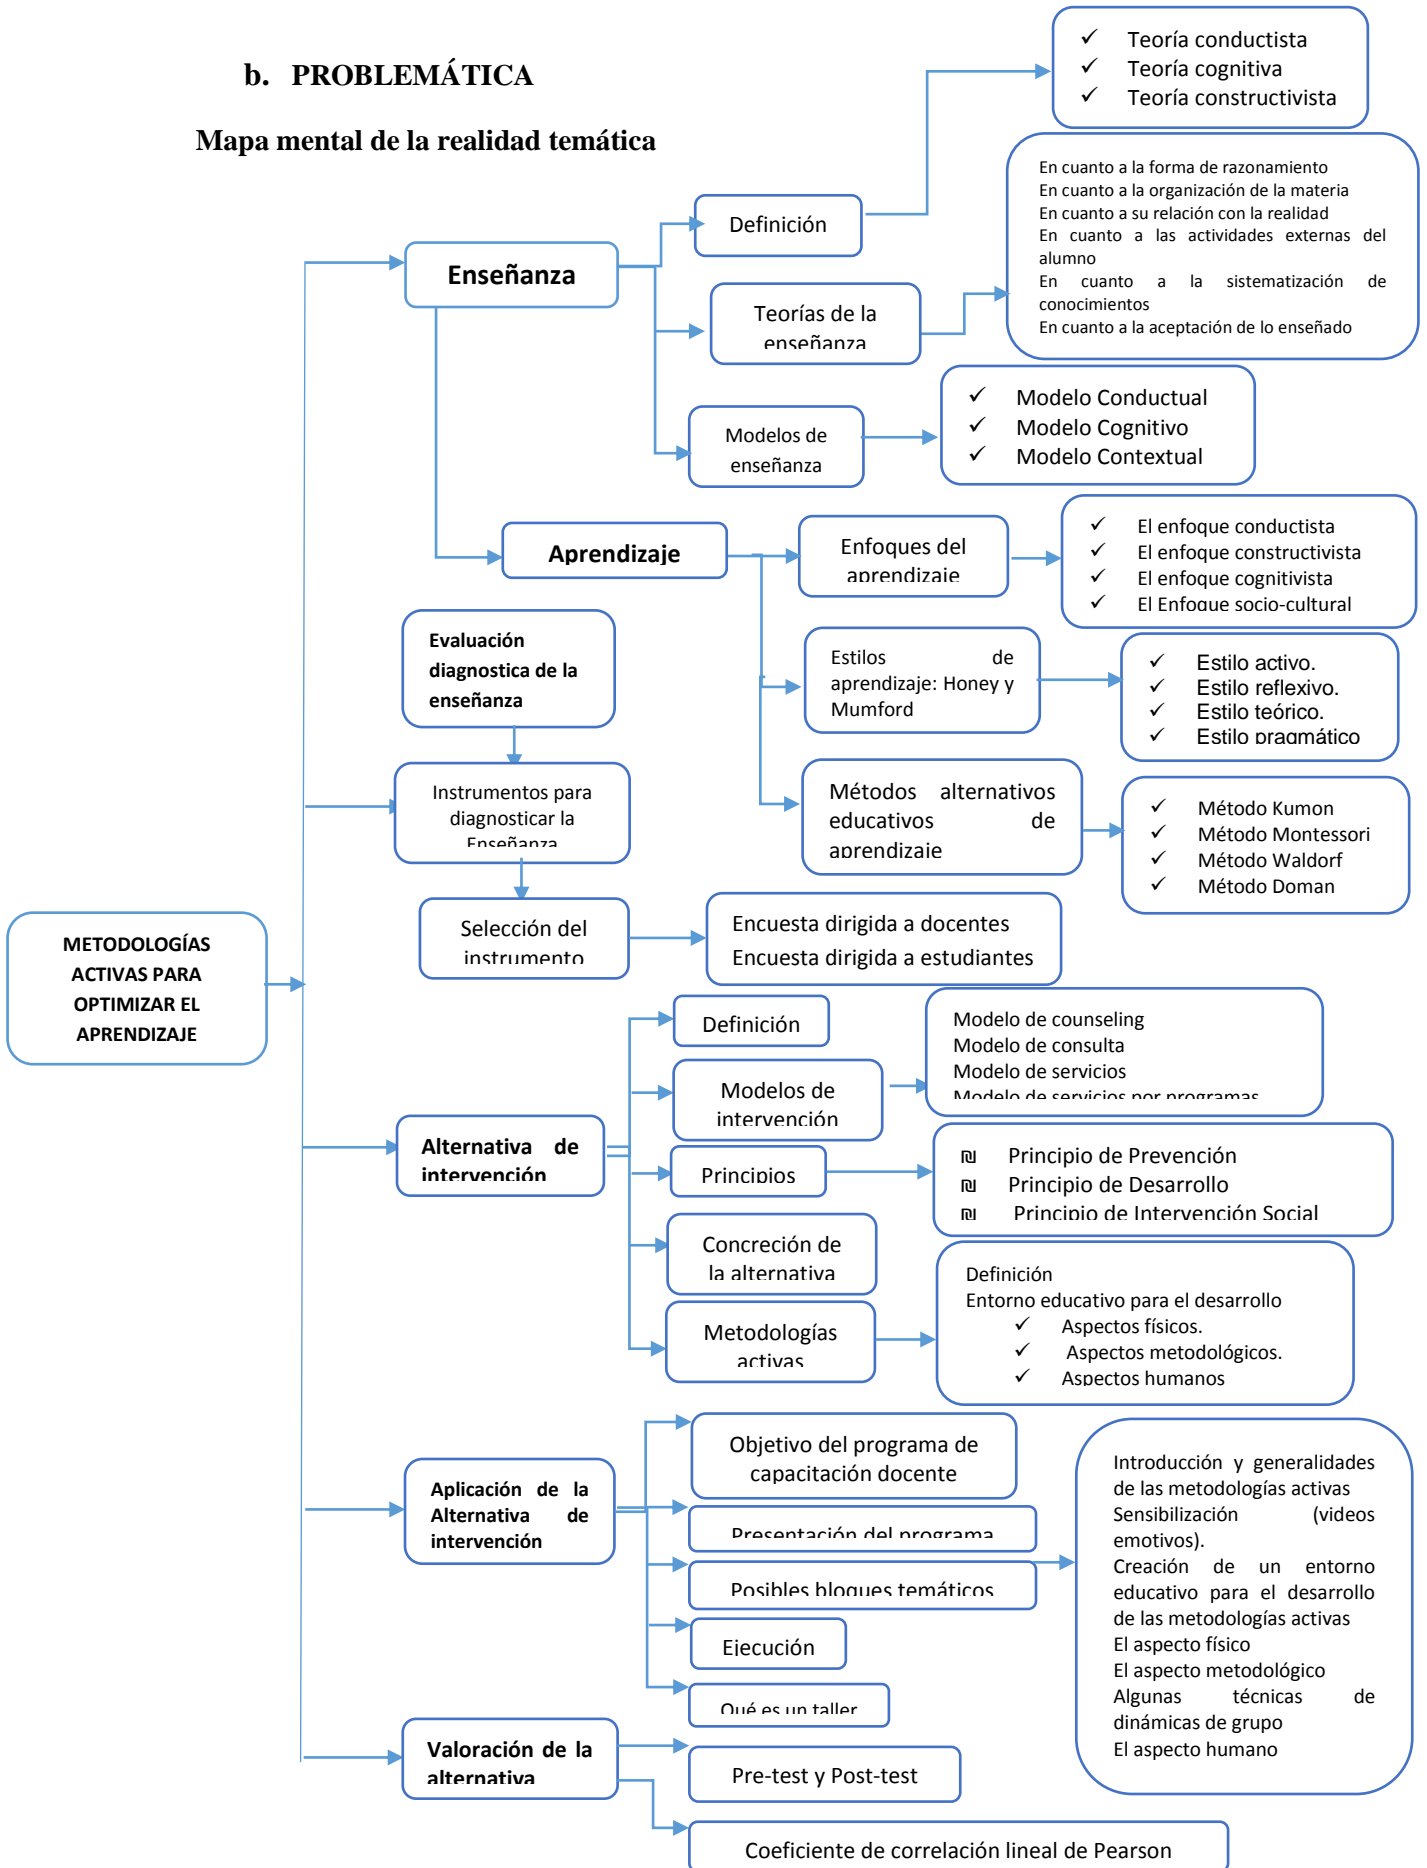 b. PROBLEMÁTICA
Mapa mental de la realidad temática
✓ Teoría conductista
✓ Teoría cognitiva
✓ Teoría constructivista
En cuanto a la forma de razonamiento
En cuanto a la organización de la materia
En cuanto a su relación con la realidad
En cuanto a las actividades externas del
alumno
En cuanto a la sistematización de
conocimientos
En cuanto a la aceptación de lo enseñado
Definición
Enseñanza
Teorías de la
enseñanza
Modelos de
enseñanza
✓ Modelo Conductual
✓ Modelo Cognitivo
✓ Modelo Contextual
Aprendizaje
Enfoques del
aprendizaje
✓ El enfoque conductista
✓ El enfoque constructivista
✓ El enfoque cognitivista
✓ El Enfoque socio-cultural
Estilos de
aprendizaje: Honey y
Mumford
✓ Estilo activo.
✓ Estilo reflexivo.
✓ Estilo teórico.
✓ Estilo pragmático
Métodos alternativos
educativos de
aprendizaje
✓ Método Kumon
✓ Método Montessori
✓ Método Waldorf
✓ Método Doman
Evaluación
diagnostica de la
enseñanza
Instrumentos para
diagnosticar la
Enseñanza
Selección del
instrumento
Encuesta dirigida a docentes
Encuesta dirigida a estudiantes
METODOLOGÍAS
ACTIVAS PARA
OPTIMIZAR EL
APRENDIZAJE
Alternativa de
intervención
Definición
Modelos de
intervención
Modelo de counseling
Modelo de consulta
Modelo de servicios
Modelo de servicios por programas
Principios
₪ Principio de Prevención
₪ Principio de Desarrollo
₪ Principio de Intervención Social
Concreción de
la alternativa
Metodologías
activas
Definición
Entorno educativo para el desarrollo
✓ Aspectos físicos.
✓ Aspectos metodológicos.
✓ Aspectos humanos
Aplicación de la
Alternativa de
intervención
Objetivo del programa de
capacitación docente
Presentación del programa
Posibles bloques temáticos
Ejecución
Qué es un taller
Introducción y generalidades
de las metodologías activas
Sensibilización (videos
emotivos).
Creación de un entorno
educativo para el desarrollo
de las metodologías activas
El aspecto físico
El aspecto metodológico
Algunas técnicas de
dinámicas de grupo
El aspecto humano
Valoración de la
alternativa
Pre-test y Post-test
Coeficiente de correlación lineal de Pearson